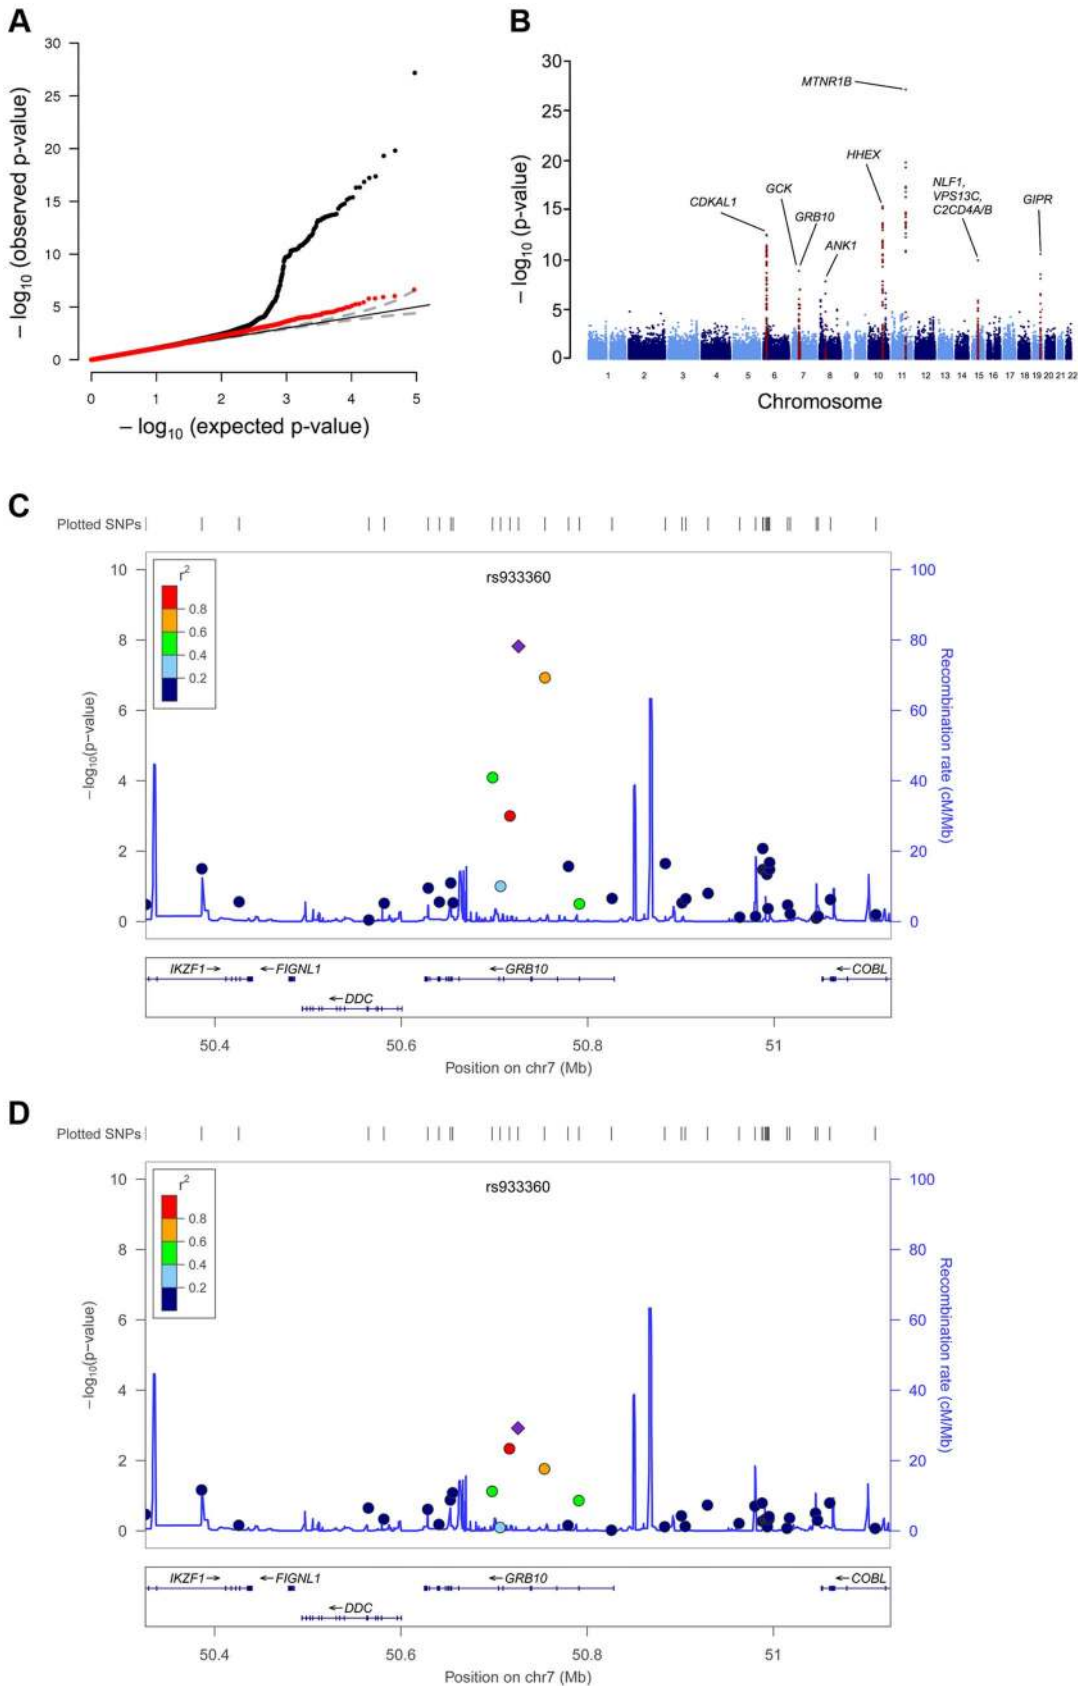 A
30
25
20
15
10
5
0
0 1 2 3 4 5
– log10 (observed p-value)
– log10 (expected p-value)
B
30
25
20
15
10
5
0
– log10 (p-value)
MTNR1B
HHEX
CDKAL1
GCK
GRB10
ANK1
NLF1,
VPS13C,
C2CD4A/B
GIPR
1 2 3 4 5 6 7 8 9 10 11 12 13 14 15 16 17 18 19 20 21 22
Chromosome
C
Plotted SNPs
r2
0.8
0.6
0.4
0.2
rs933360
10
8
6
4
2
0
–log10(p–value)
100
80
60
40
20
0
Recombination rate (cM/Mb)
IKZF1→
←FIGNL1
←GRB10
←COBL
←DDC
50.4 50.6 50.8 51
Position on chr7 (Mb)
D
Plotted SNPs
r2
0.8
0.6
0.4
0.2
rs933360
10
8
6
4
2
0
–log10(p–value)
100
80
60
40
20
0
Recombination rate (cM/Mb)
IKZF1→
←FIGNL1
←GRB10
←COBL
←DDC
50.4 50.6 50.8 51
Position on chr7 (Mb)